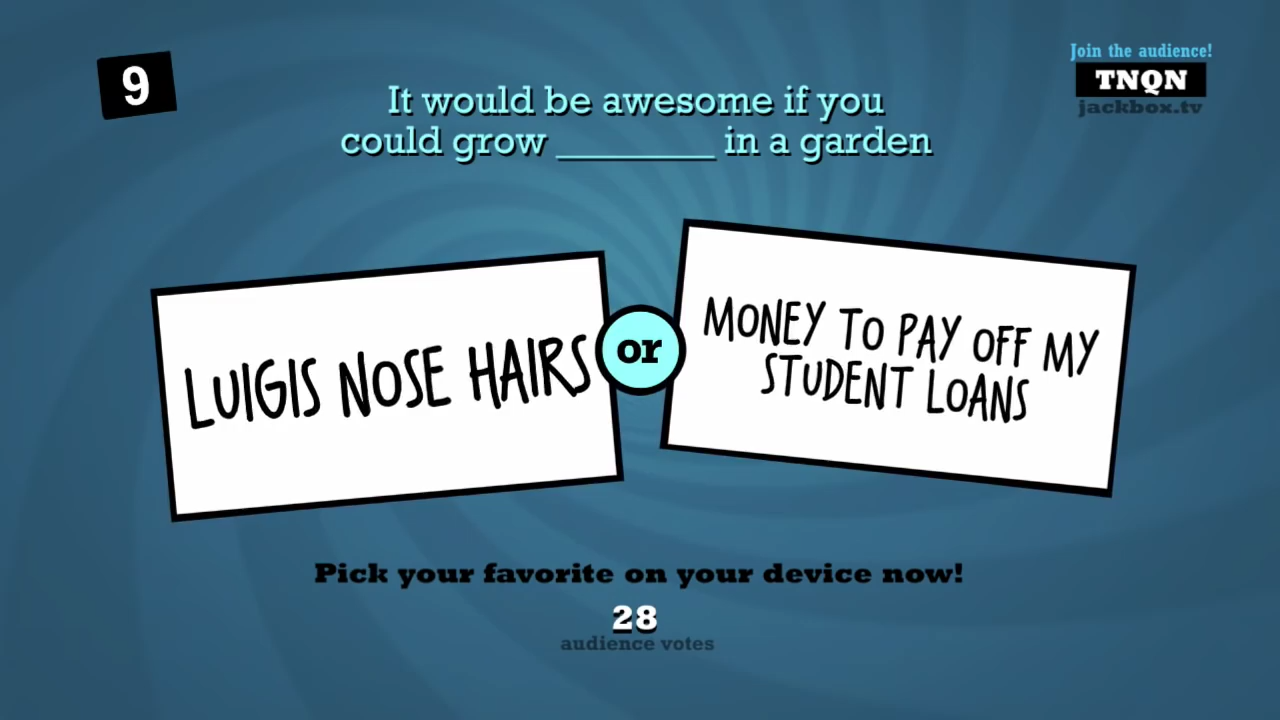 9
Join the audience!
TNQN
jackbox.tv
It would be awesome if you
could grow ________ in a garden
LUIGIS NOSE HAIRS
or
MONEY TO PAY OFF MY
STUDENT LOANS
Pick your favorite on your device now!
28
audience votes